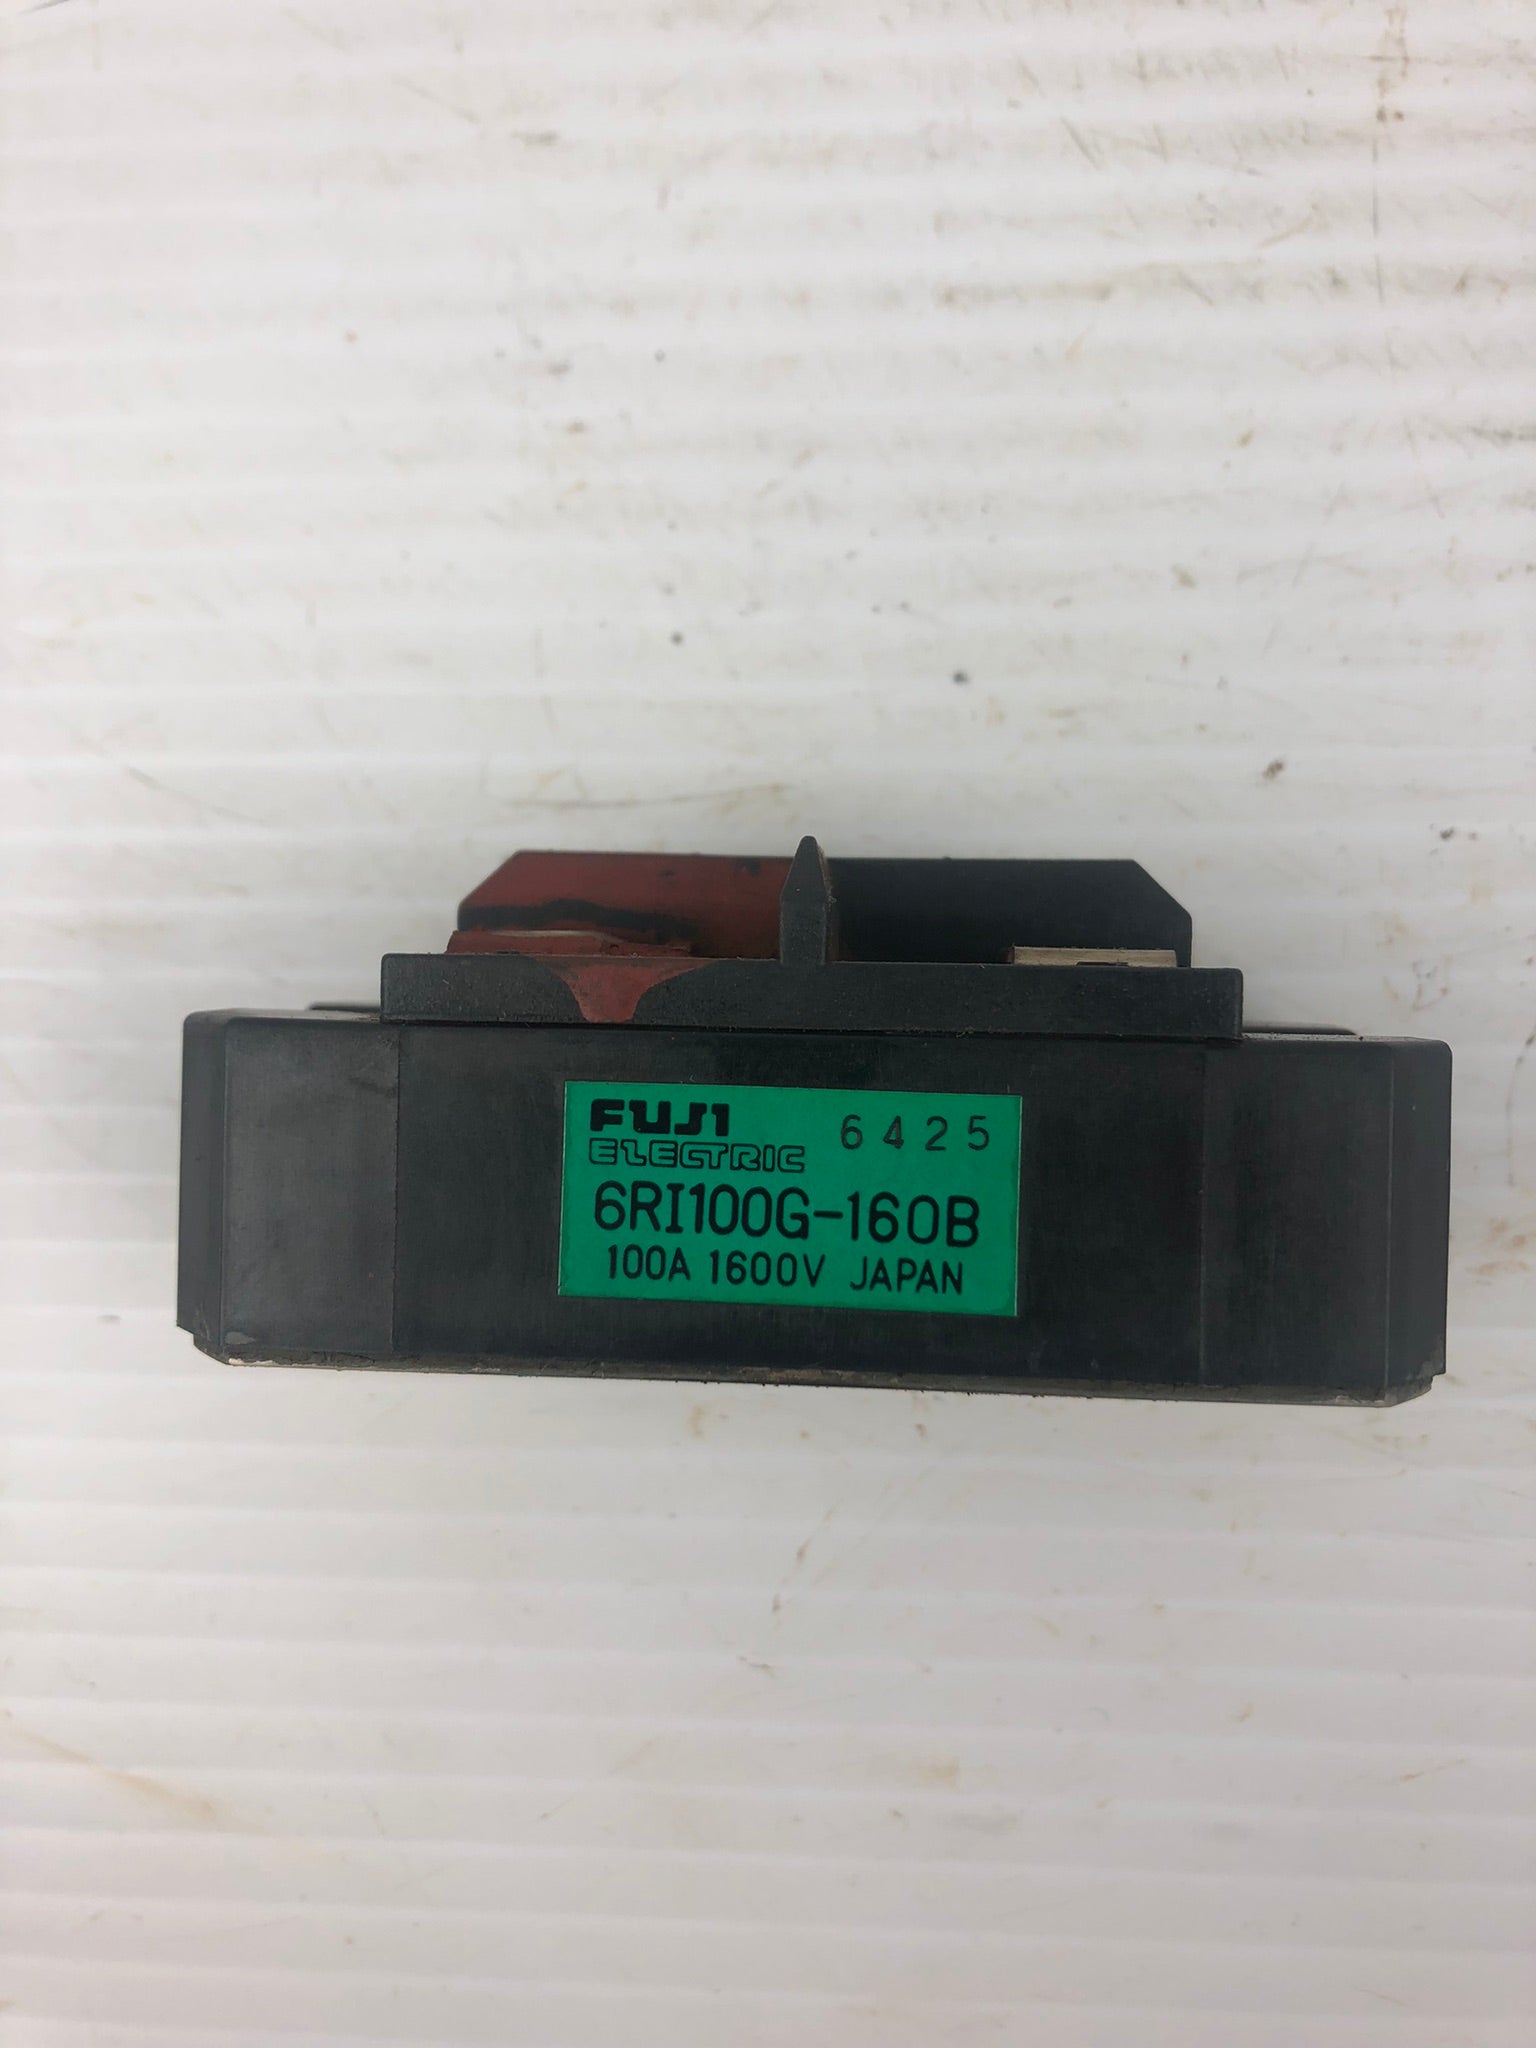 FUJI 6425
ELECTRIC
6RI100G-160B
100A 1600V JAPAN